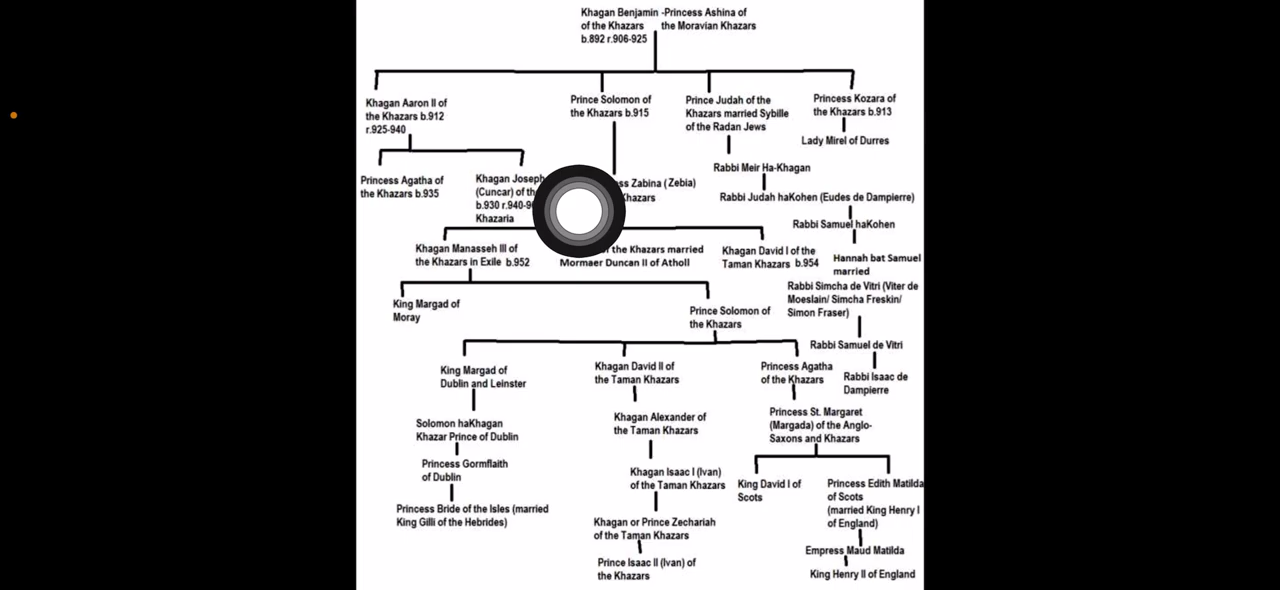 Khagan Benjamin -Princess Ashina of
of the Khazars the Moravian Khazars
b.892 r.906-925
Khagan Aaron II of
the Khazars b.912
r.925-940
Prince Solomon of
the Khazars b.915
Prince Judah of the
Khazars married Sybille
of the Radan Jews
Princess Kozara of
the Khazars b.913
Lady Mirel of Durres
Princess Agatha of
the Khazars b.935
Khagan Joseph
(Cuncar) of
b.930
Khazaria
Zabina (Zebia)
Khazars
Rabbi Meir Ha-Khagan
Rabbi Judah haKohen (Eudes de Dampierre)
Rabbi Samuel haKohen
Khagan Manasseh III of
the Khazars in Exile b.952
the Khazars married
Mormaer Duncan II of Atholl
Khagan David I of the
Taman Khazars b.954
Hannah bat Samuel
married
Rabbi Simcha de Vitri (Viter de
Moeslain/ Simcha Freskin/
Simon Fraser)
King Margad of
Moray
Prince Solomon of
the Khazars
Rabbi Samuel de Vitri
Rabbi Isaac de
Dampierre
King Margad of
Dublin and Leinster
Khagan David II of
the Taman Khazars
Princess Agatha
of the Khazars
Solomon haKhagan
Khazar Prince of Dublin
Khagan Alexander of
the Taman Khazars
Princess St. Margaret
(Margada) of the Anglo-
Saxons and Khazars
Princess Gormflaith
of Dublin
Khagan Isaac I (Ivan)
of the Taman Khazars
King David I of
Scots
Princess Edith Matilda
of Scots
(married King Henry I
of England)
Princess Bride of the Isles (married
King Gilli of the Hebrides)
Khagan or Prince Zechariah
of the Taman Khazars
Empress Maud Matilda
Prince Isaac II (Ivan) of
the Khazars
King Henry II of England